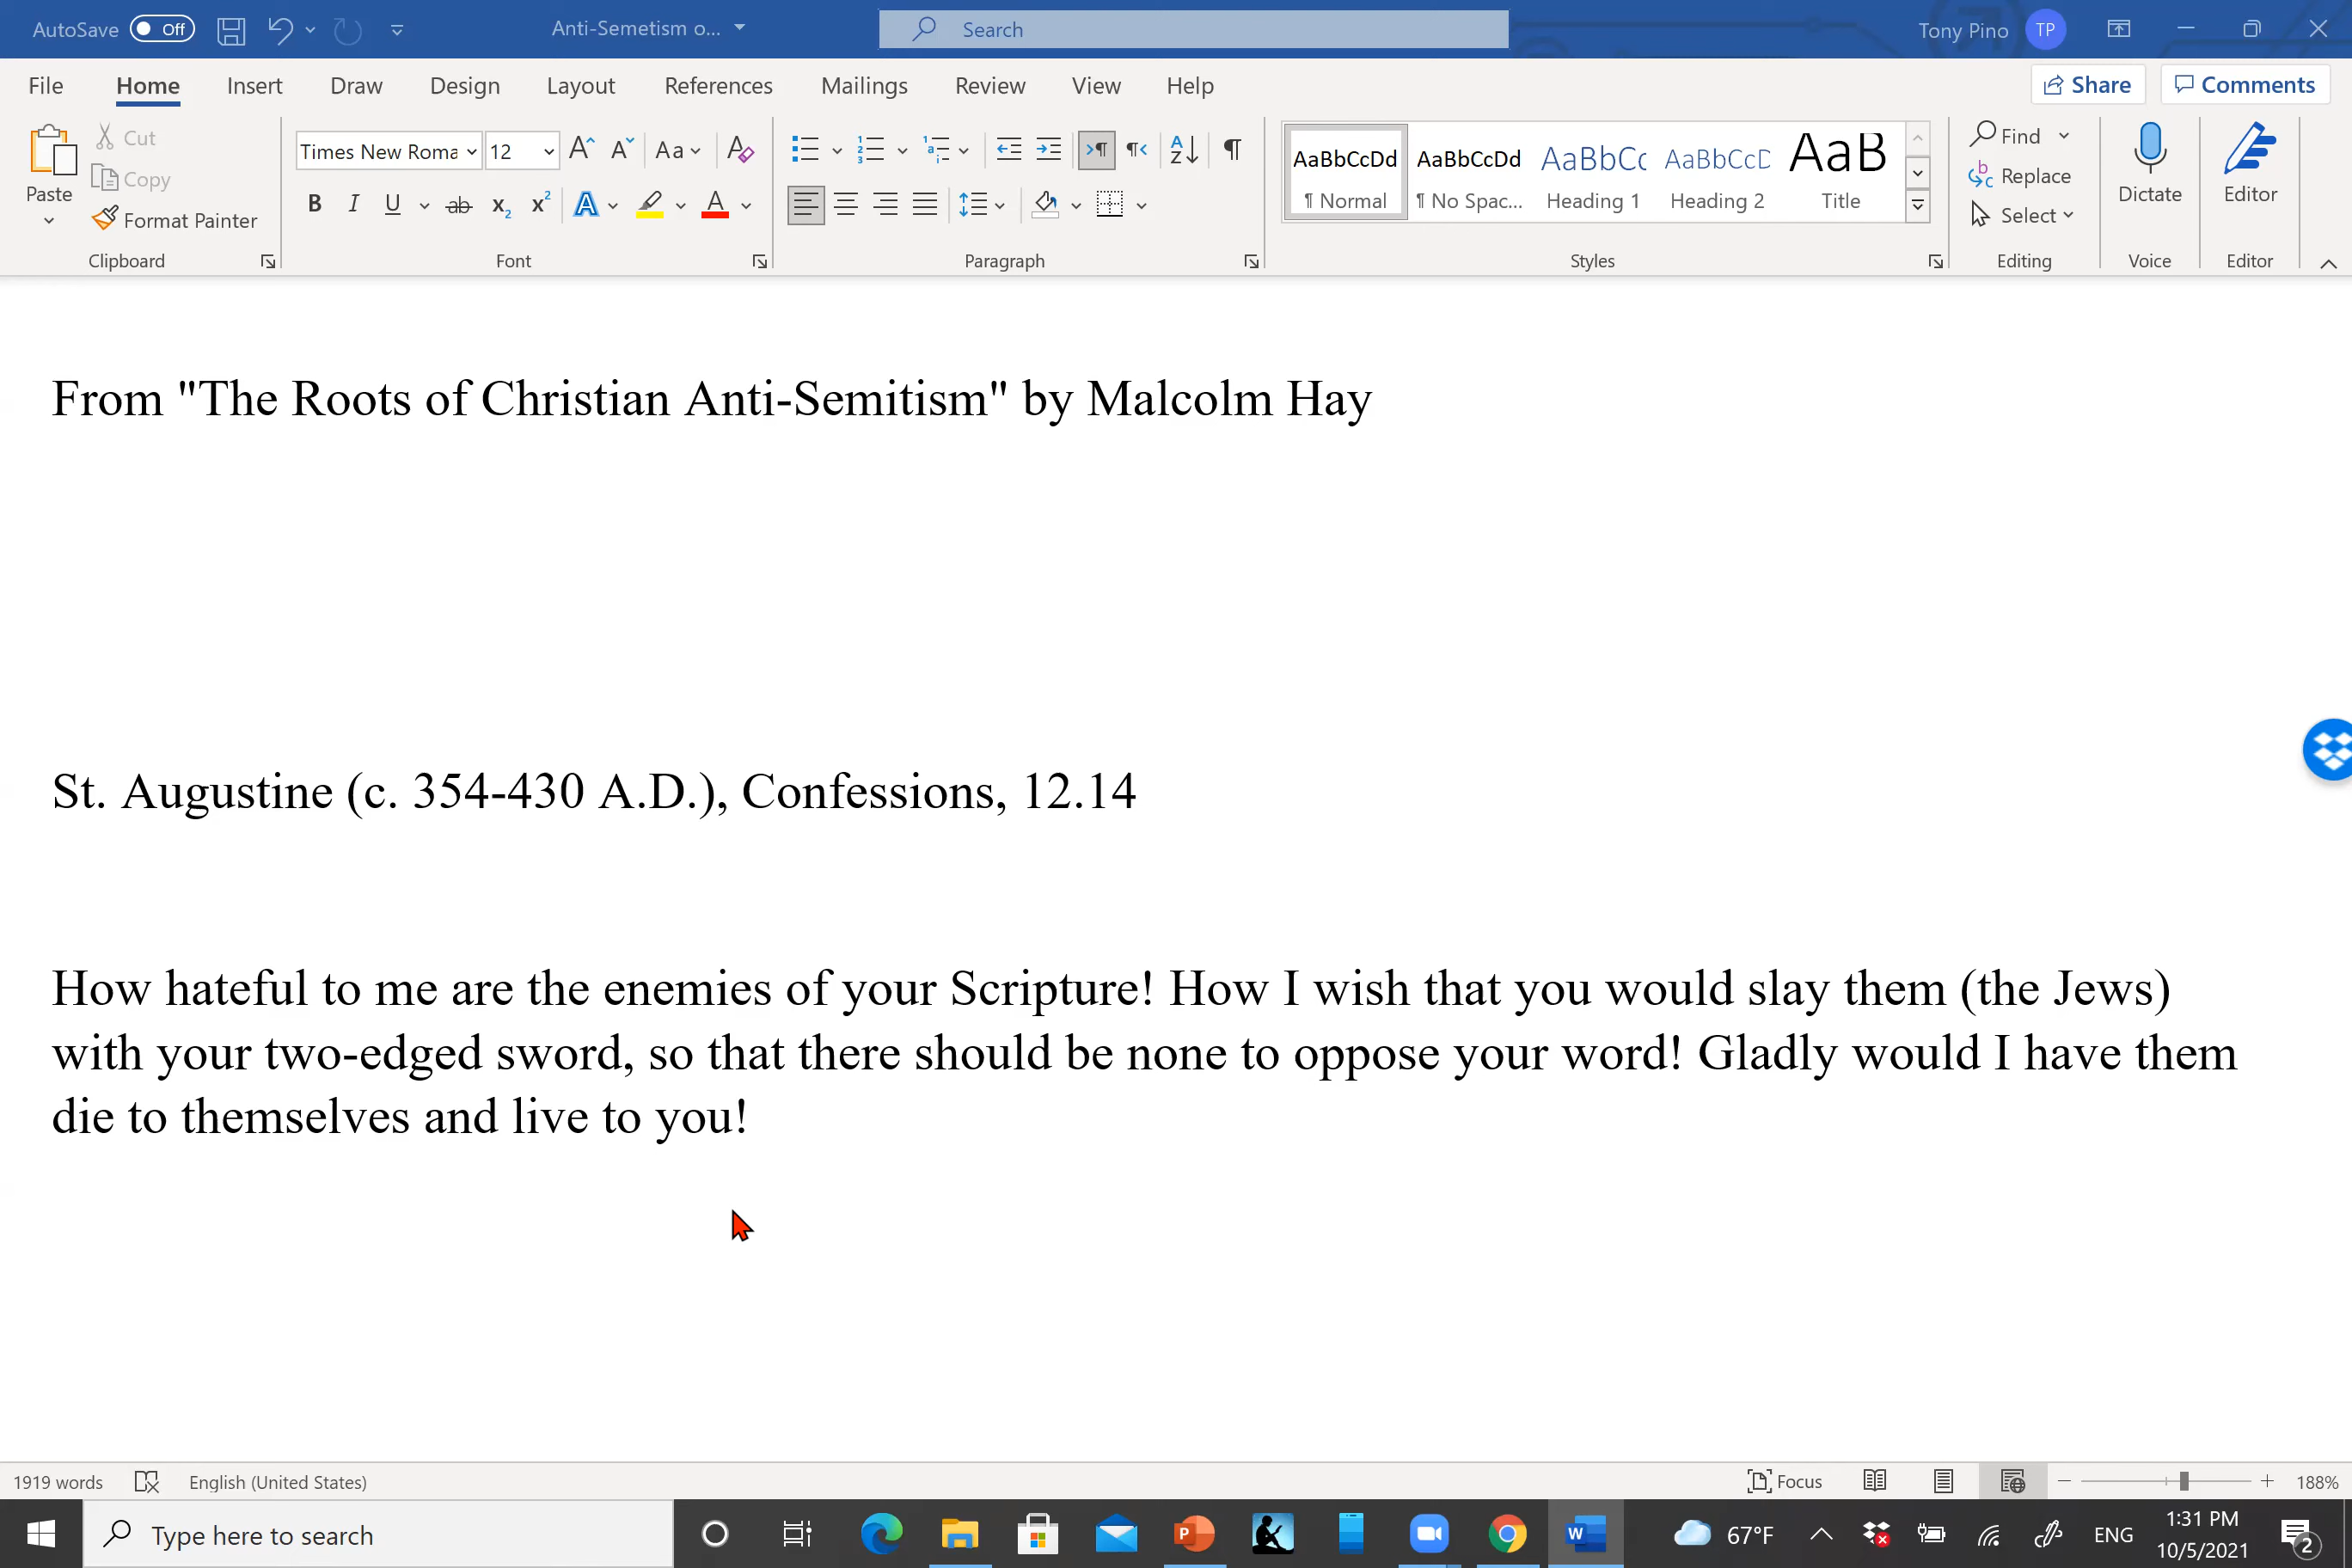 AutoSave Off Anti-Semetism o... Search Tony Pino TP
File Home Insert Draw Design Layout References Mailings Review View Help Share Comments
Paste Cut Copy Format Painter
Clipboard
Times New Roma 12 Aa
B I U ab
Font
Paragraph
AaBbCcDd AaBbCcDd AaBbCc AaBbCcD AaB
¶ Normal ¶ No Spac... Heading 1 Heading 2 Title
Styles
Find
Replace
Select
Editing
Dictate
Voice
Editor
Editor
From "The Roots of Christian Anti-Semitism" by Malcolm Hay
St. Augustine (c. 354-430 A.D.), Confessions, 12.14
How hateful to me are the enemies of your Scripture! How I wish that you would slay them (the Jews)
with your two-edged sword, so that there should be none to oppose your word! Gladly would I have them
die to themselves and live to you!
1919 words English (United States) Focus 188%
Type here to search 67°F ENG 1:31 PM
10/5/2021 2